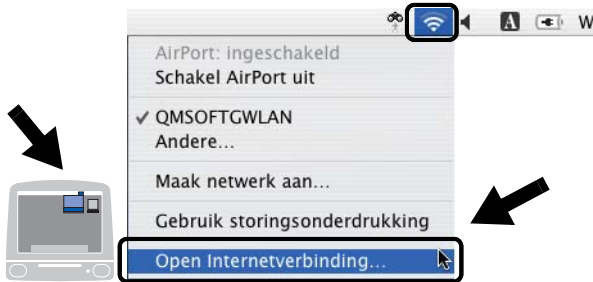 A W
AirPort: ingeschakeld
Schakel AirPort uit
✓ QMSOFTGWLAN
Andere...
Maak netwerk aan...
Gebruik storingsonderdrukking
Open Internetverbinding...